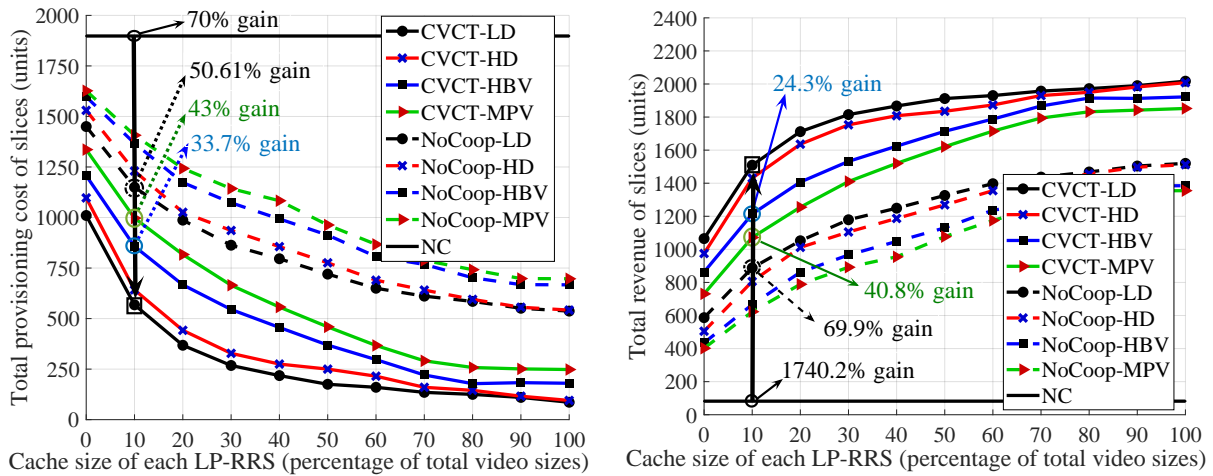 Total provisioning cost of slices (units)
2000
1750
1500
1250
1000
750
500
250
0
70% gain
50.61% gain
43% gain
33.7% gain
CVCT-LD
CVCT-HD
CVCT-HBV
CVCT-MPV
NoCoop-LD
NoCoop-HD
NoCoop-HBV
NoCoop-MPV
NC
0 10 20 30 40 50 60 70 80 90 100
Cache size of each LP-RRS (percentage of total video sizes)
Total revenue of slices (units)
2400
2200
2000
1800
1600
1400
1200
1000
800
600
400
200
0
24.3% gain
40.8% gain
69.9% gain
1740.2% gain
CVCT-LD
CVCT-HD
CVCT-HBV
CVCT-MPV
NoCoop-LD
NoCoop-HD
NoCoop-HBV
NoCoop-MPV
NC
0 10 20 30 40 50 60 70 80 90 100
Cache size of each LP-RRS (percentage of total video sizes)